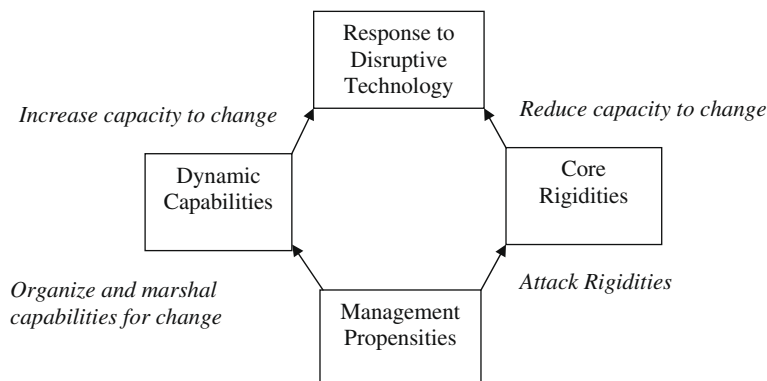 Response to
Disruptive
Technology
Increase capacity to change
Reduce capacity to change
Dynamic
Capabilities
Core
Rigidities
Organize and marshal
capabilities for change
Attack Rigidities
Management
Propensities